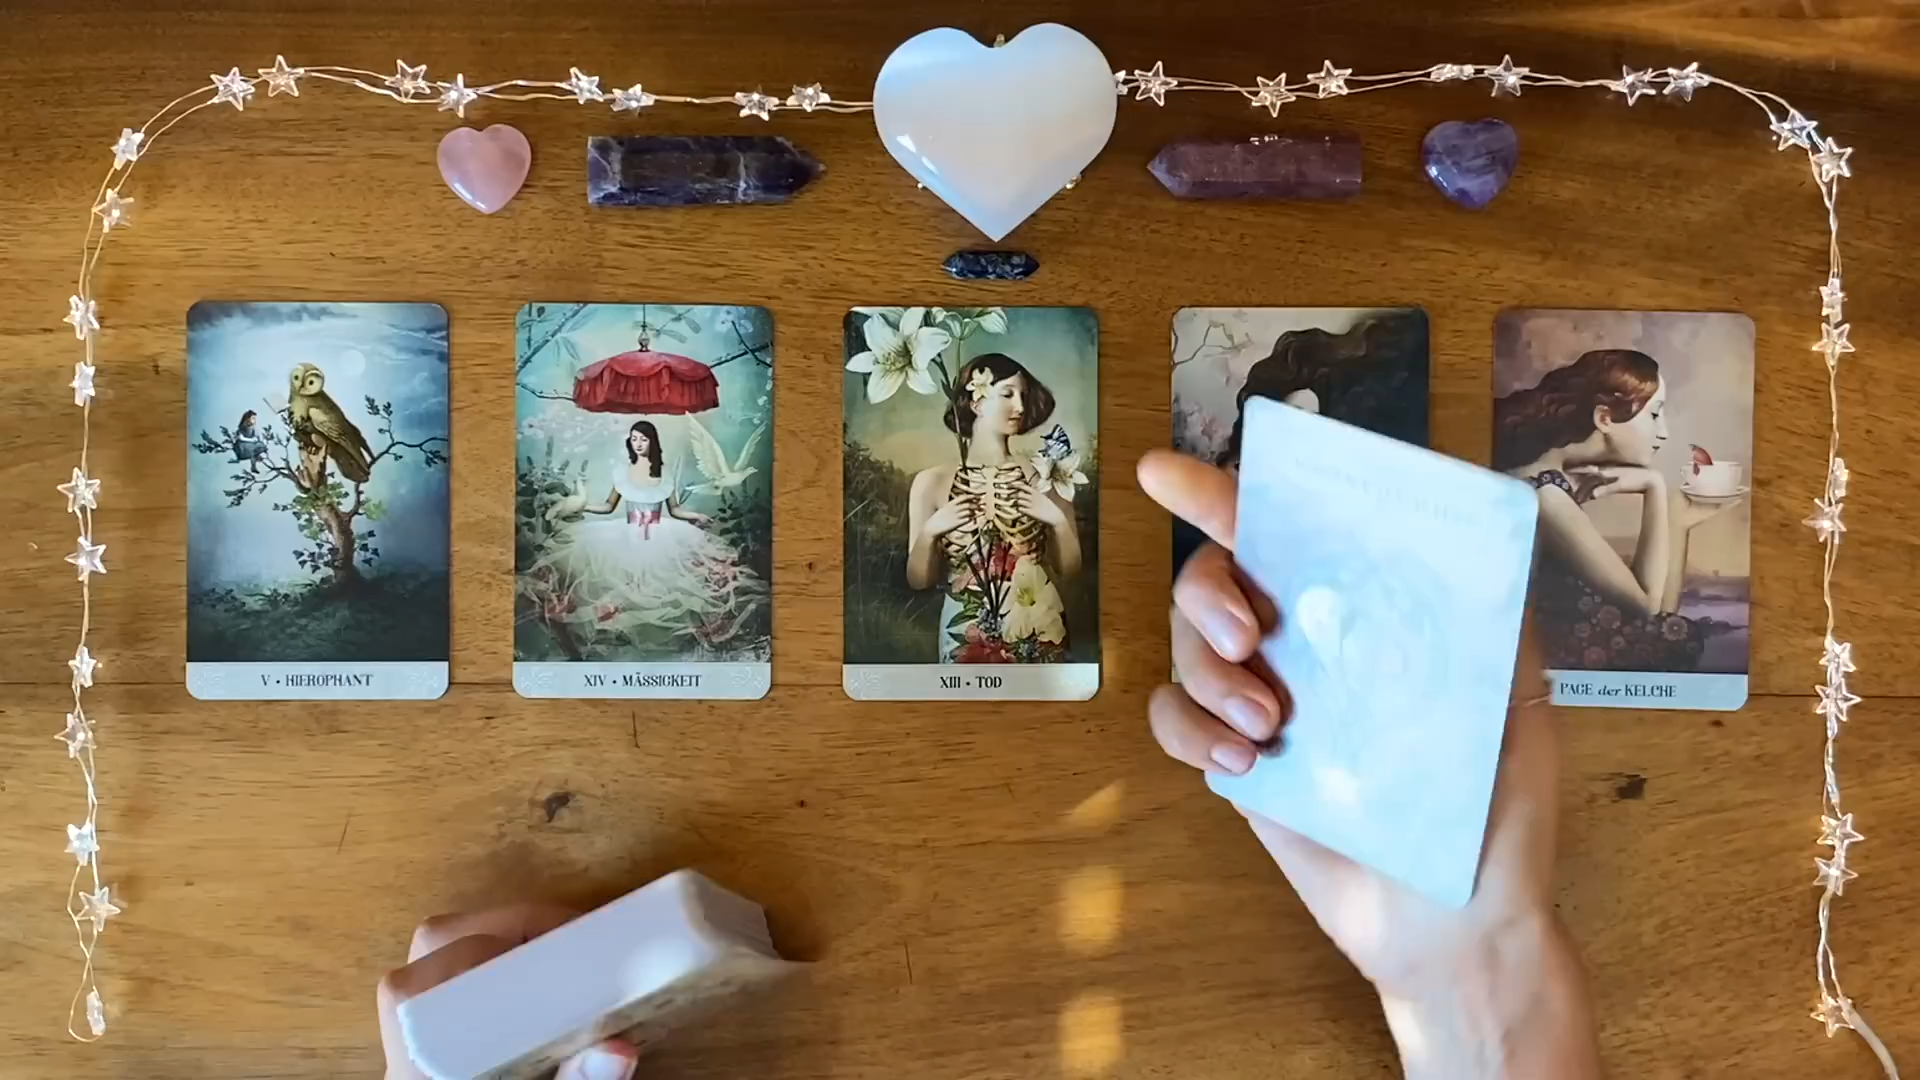 V • HIEROPHANT
XIV • MÄSSIGKEIT
XIII • TOD
PAGE der KELCHE